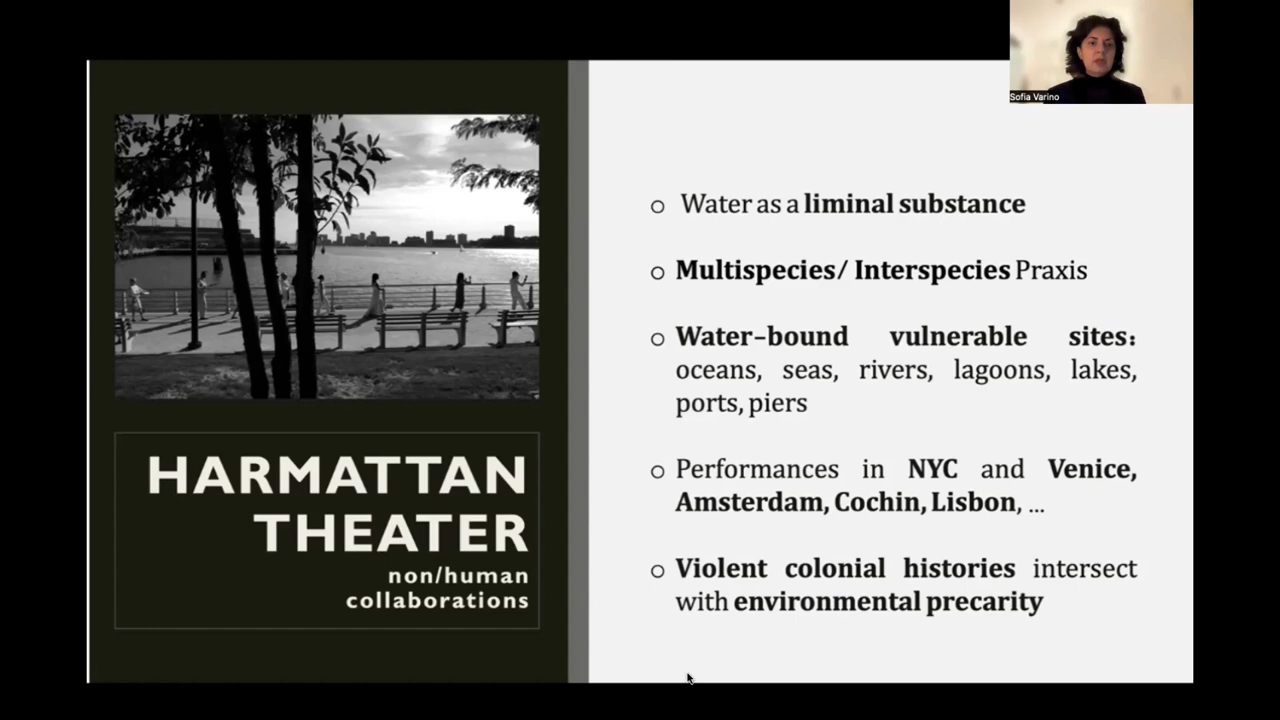 Sofia Varino
HARMATTAN
THEATER
non/human
collaborations
Water as a liminal substance
Multispecies/ Interspecies Praxis
Water–bound vulnerable sites:
oceans, seas, rivers, lagoons, lakes,
ports, piers
Performances in NYC and Venice,
Amsterdam, Cochin, Lisbon, ...
Violent colonial histories intersect
with environmental precarity